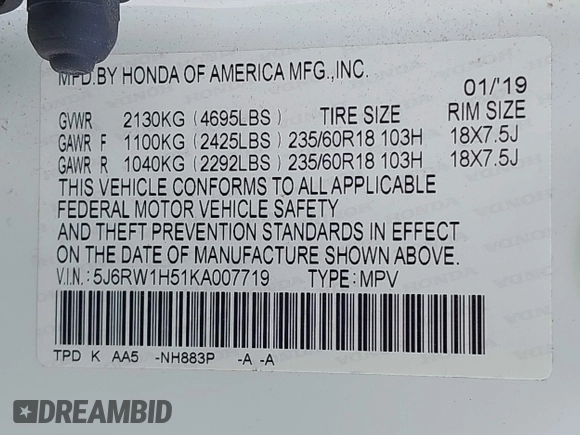 MFD.BY HONDA OF AMERICA MFG.,INC.
01/'19
GVWR 2130KG (4695LBS) TIRE SIZE RIM SIZE
GAWR F 1100KG (2425LBS) 235/60R18 103H 18X7.5J
GAWR R 1040KG (2292LBS) 235/60R18 103H 18X7.5J
THIS VEHICLE CONFORMS TO ALL APPLICABLE
FEDERAL MOTOR VEHICLE SAFETY
AND THEFT PREVENTION STANDARDS IN EFFECT
ON THE DATE OF MANUFACTURE SHOWN ABOVE.
V.I.N.: 5J6RW1H51KA007719 TYPE: MPV
TPD K AA5 -NH883P -A -A
DREAMBID